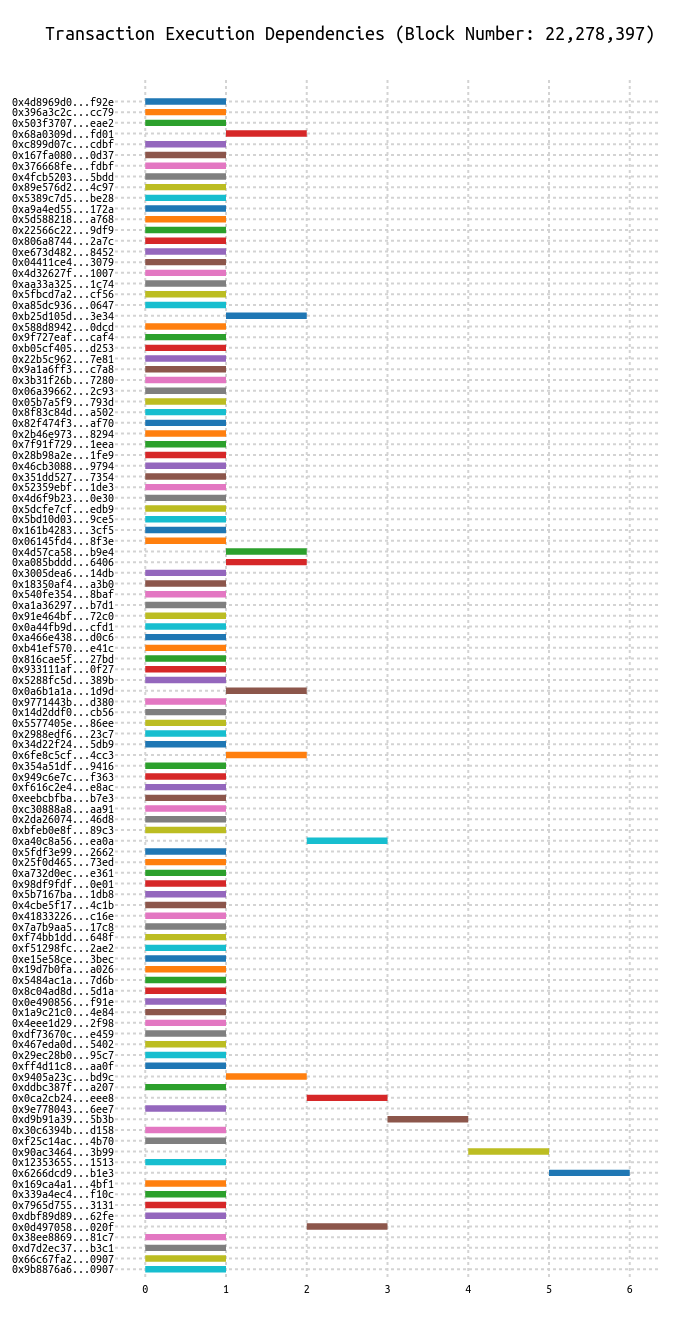 Transaction Execution Dependencies (Block Number: 22,278,397)
0x4d8969d0...f92e
0x396a3c2c...cc79
0x503f3707...eae2
0x68a0309d...fd01
0xc899d07c...cdbf
0x167fa080...0d37
0x376668fe...fdbf
0x4fcb5203...5bdd
0x89e576d2...4c97
0x5389c7d5...be28
0xa9a4ed55...172a
0x5d588218...a768
0x22566c22...9df9
0x806a8744...2a7c
0xe673d482...8452
0x04411ce4...3079
0x4d32627f...1007
0xaa33a325...1c74
0x5fbcd7a2...cf56
0xa85dc936...0647
0xb25d105d...3e34
0x588d8942...0dcd
0x9f727eaf...caf4
0xb05cf405...d253
0x22b5c962...7e81
0x9a1a6ff3...c7a8
0x3b31f26b...7280
0x06a39662...2c93
0x05b7a5f9...793d
0x8f83c84d...a502
0x82f474f3...af70
0x2b46e973...8294
0x7f91f729...1eea
0x28b98a2e...1fe9
0x46cb3088...9794
0x351dd527...7354
0x52359ebf...1de3
0x4d6f9b23...0e30
0x5dcfe7cf...edb9
0x5bd10d03...9ce5
0x161b4283...3cf5
0x06145fd4...8f3e
0x4d57ca58...b9e4
0xa085bddd...6406
0x3005dea6...14db
0x18350af4...a3b0
0x540fe354...8baf
0xa1a36297...b7d1
0x91e464bf...72c0
0x0a44fb9d...cfd1
0xa466e438...d0c6
0xb41ef570...e41c
0x816cae5f...27bd
0x933111af...0f27
0x5288fc5d...389b
0x0a6b1a1a...1d9d
0x9771443b...d380
0x14d2ddf0...cb56
0x5577405e...86ee
0x2988edf6...23c7
0x34d22f24...5db9
0x6fe8c5cf...4cc3
0x354a51df...9416
0x949c6e7c...f363
0xf616c2e4...e8ac
0xeebcbfba...b7e3
0xc30888a8...aa91
0x2da26074...46d8
0xbfeb0e8f...89c3
0xa40c8a56...ea0a
0x5fdf3e99...2662
0x25f0d465...73ed
0xa732d0ec...e361
0x98df9fdf...0e01
0x5b7167ba...1db8
0x4cbe5f17...4c1b
0x41833226...c16e
0x7a7b9aa5...17c8
0xf74bb1dd...648f
0xf51298fc...2ae2
0xe15e58ce...3bec
0x19d7b0fa...a026
0x5484ac1a...7d6b
0x8c04ad8d...5d1a
0x0e490856...f91e
0x1a9c21c0...4e84
0x4eee1d29...2f98
0xdf73670c...e459
0x467eda0d...5402
0x29ec28b0...95c7
0xff4d11c8...aa0f
0x9405a23c...bd9c
0xddbc387f...a207
0x0ca2cb24...eee8
0x9e778043...6ee7
0xd9b91a39...5b3b
0x30c6394b...d158
0xf25c14ac...4b70
0x90ac3464...3b99
0x12353655...1513
0x6266dcd9...b1e3
0x169ca4a1...4bf1
0x339a4ec4...f10c
0x7965d755...3131
0xdbf89d89...62fe
0x0d497058...020f
0x38ee8869...81c7
0xd7d2ec37...b3c1
0x66c67fa2...0907
0x9b8876a6...0907
0 1 2 3 4 5 6